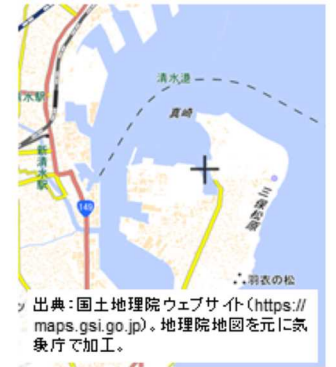 清水港
水駅
真崎
新清水駅
149
三保松原
羽衣の松
出典:国土地理院ウェブサイト(https://
maps.gsi.go.jp)。地理院地図を元に気
象庁で加工。